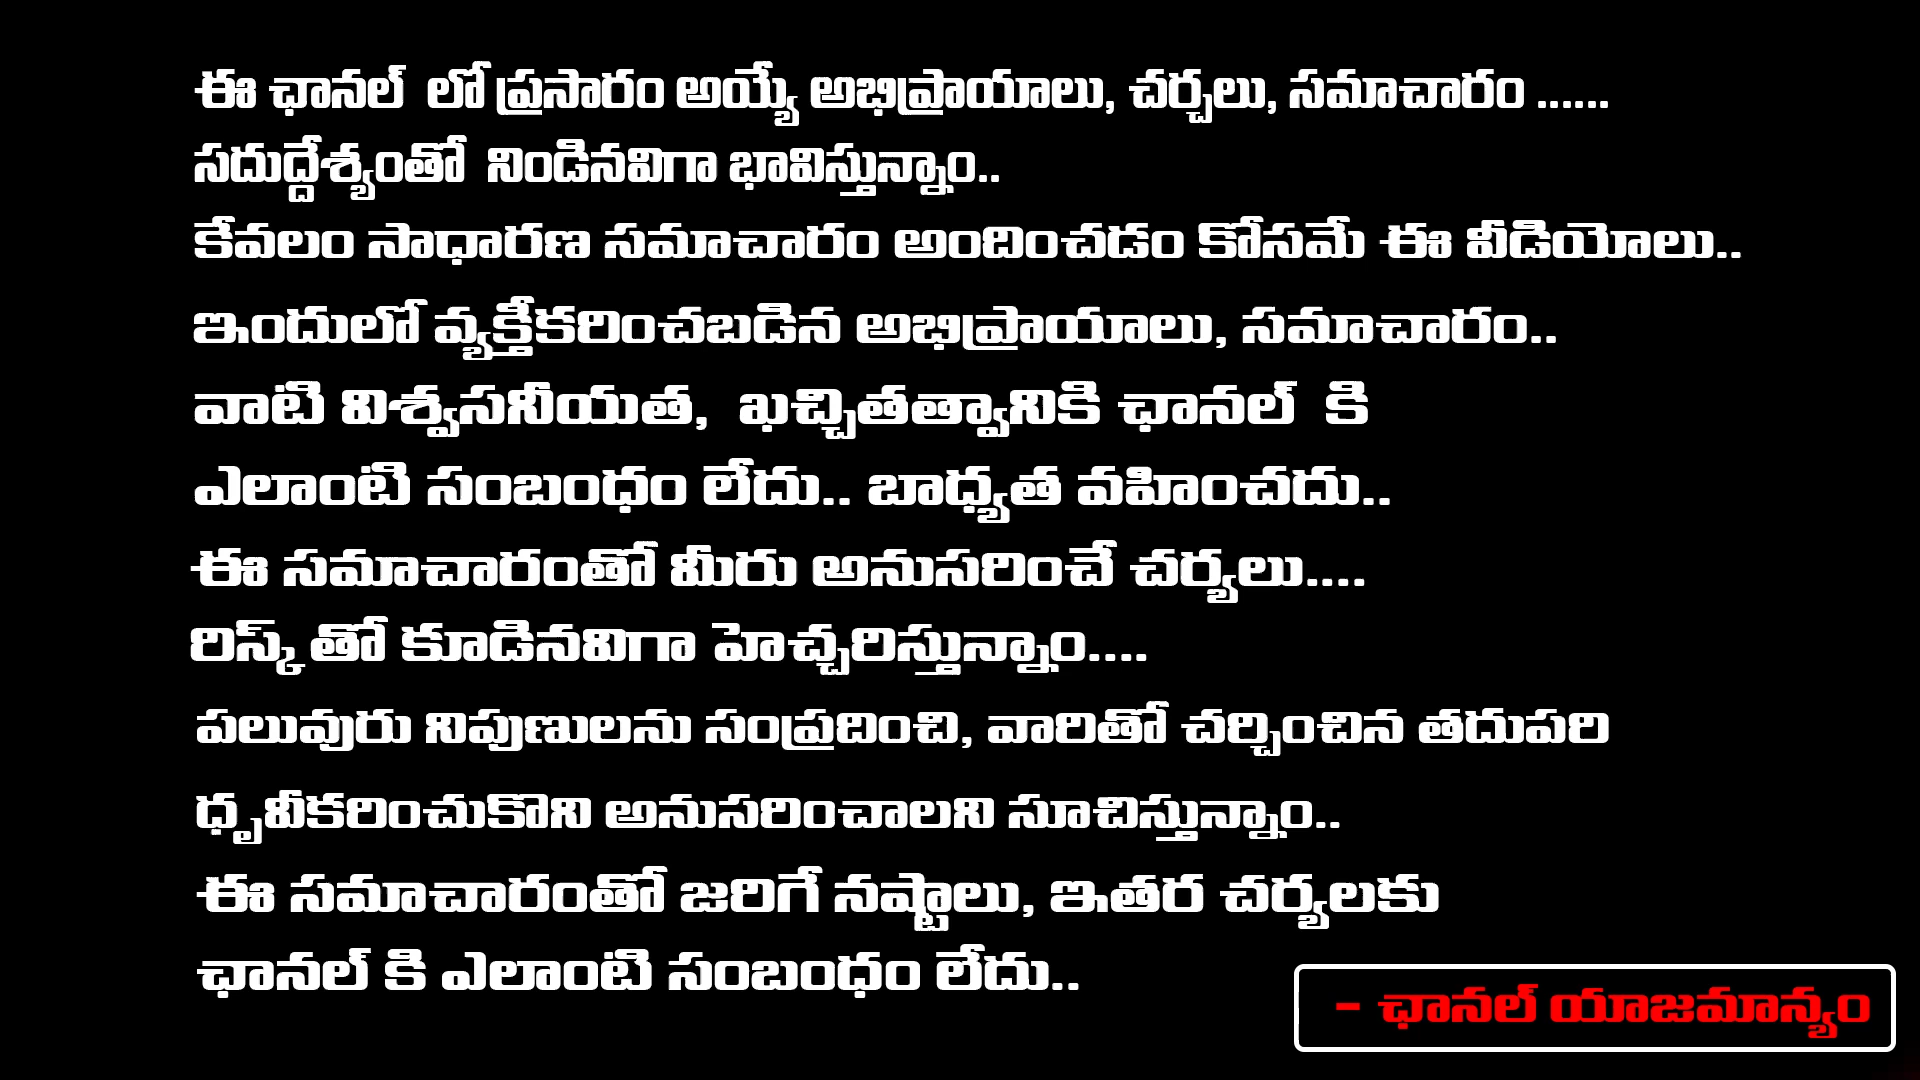 ఈ ఛానల్ లో ప్రసారం అయ్యే అభిప్రాయాలు, చర్చలు, సమాచారం ......
సదుద్దేశ్యంతో నిండినవిగా భావిస్తున్నాం..
కేవలం సాధారణ సమాచారం అందించడం కోసమే ఈ వీడియోలు..
ఇందులో వ్యక్తీకరించబడిన అభిప్రాయాలు, సమాచారం..
వాటి విశ్వసనీయత, ఖచ్చితత్వానికి ఛానల్ కి
ఎలాంటి సంబంధం లేదు.. బాధ్యత వహించదు..
ఈ సమాచారంతో మీరు అనుసరించే చర్యలు....
రిస్క్ తో కూడినవిగా హెచ్చరిస్తున్నాం....
పలువురు నిపుణులను సంప్రదించి, వారితో చర్చించిన తదుపరి
ధృవీకరించుకొని అనుసరించాలని సూచిస్తున్నాం..
ఈ సమాచారంతో జరిగే నష్టాలు, ఇతర చర్యలకు
ఛానల్ కి ఎలాంటి సంబంధం లేదు..
- ఛానల్ యాజమాన్యం